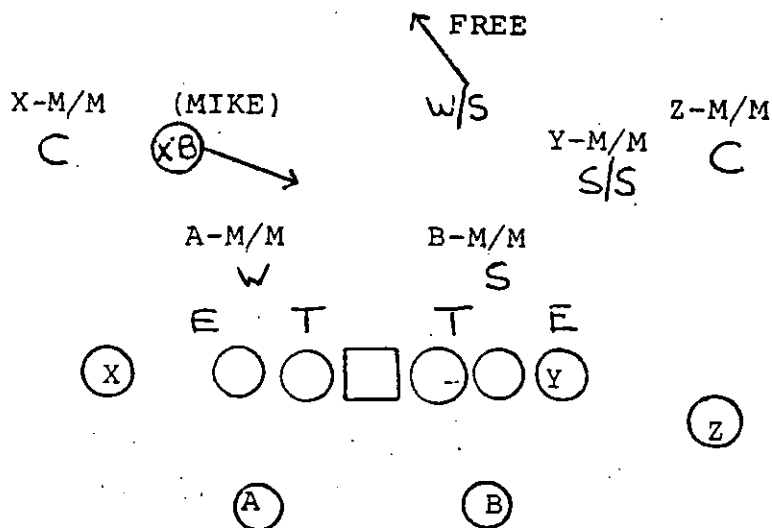 FREE
X-M/M (MIKE) W/S Z-M/M
C XB Y-M/M C
S/S
A-M/M B-M/M
W S
E T T E
X Y
Z
A B